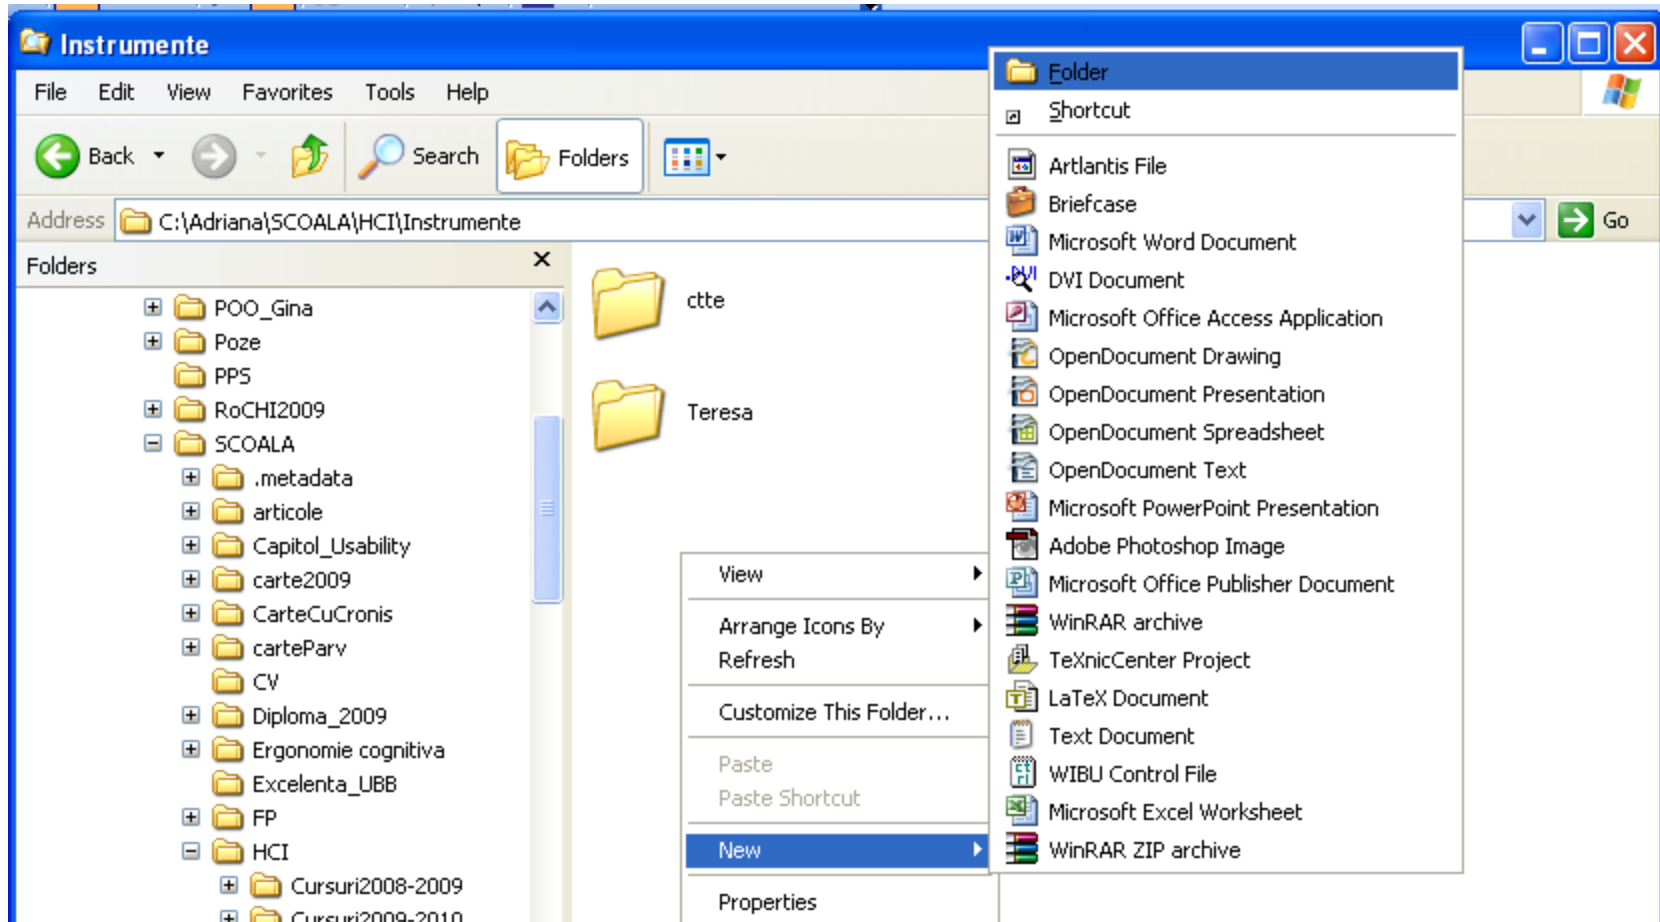 Instrumente
File Edit View Favorites Tools Help
Back Search Folders
Address C:\Adriana\SCOALA\HCI\Instrumente Go
Folders
POO_Gina
Poze
PPS
RoCHI2009
SCOALA
.metadata
articole
Capitol_Usability
carte2009
CarteCuCronis
carteParv
CV
Diploma_2009
Ergonomie cognitiva
Excelenta_UBB
FP
HCI
Cursuri2008-2009
Cursuri2009-2010
ctte
Teresa
View
Arrange Icons By
Refresh
Customize This Folder...
Paste
Paste Shortcut
New
Properties
Folder
Shortcut
Artlantis File
Briefcase
Microsoft Word Document
DVI Document
Microsoft Office Access Application
OpenDocument Drawing
OpenDocument Presentation
OpenDocument Spreadsheet
OpenDocument Text
Microsoft PowerPoint Presentation
Adobe Photoshop Image
Microsoft Office Publisher Document
WinRAR archive
TeXnicCenter Project
LaTeX Document
Text Document
WIBU Control File
Microsoft Excel Worksheet
WinRAR ZIP archive